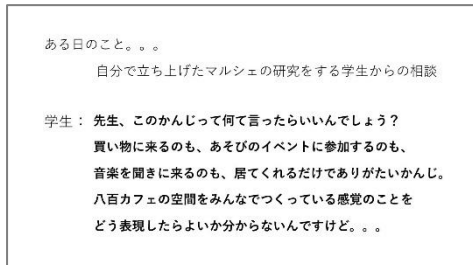 ある日のこと。。。
自分で立ち上げたマルシェの研究をする学生からの相談
学生： 先生、このかんじって何て言ったらいいんでしょう？
買い物に来るのも、あそびのイベントに参加するのも、
音楽を聞きに来るのも、居てくれるだけでありがたいかんじ。
八百カフェの空間をみんなでつくっている感覚のことを
どう表現したらよいか分からないんですけど。。。